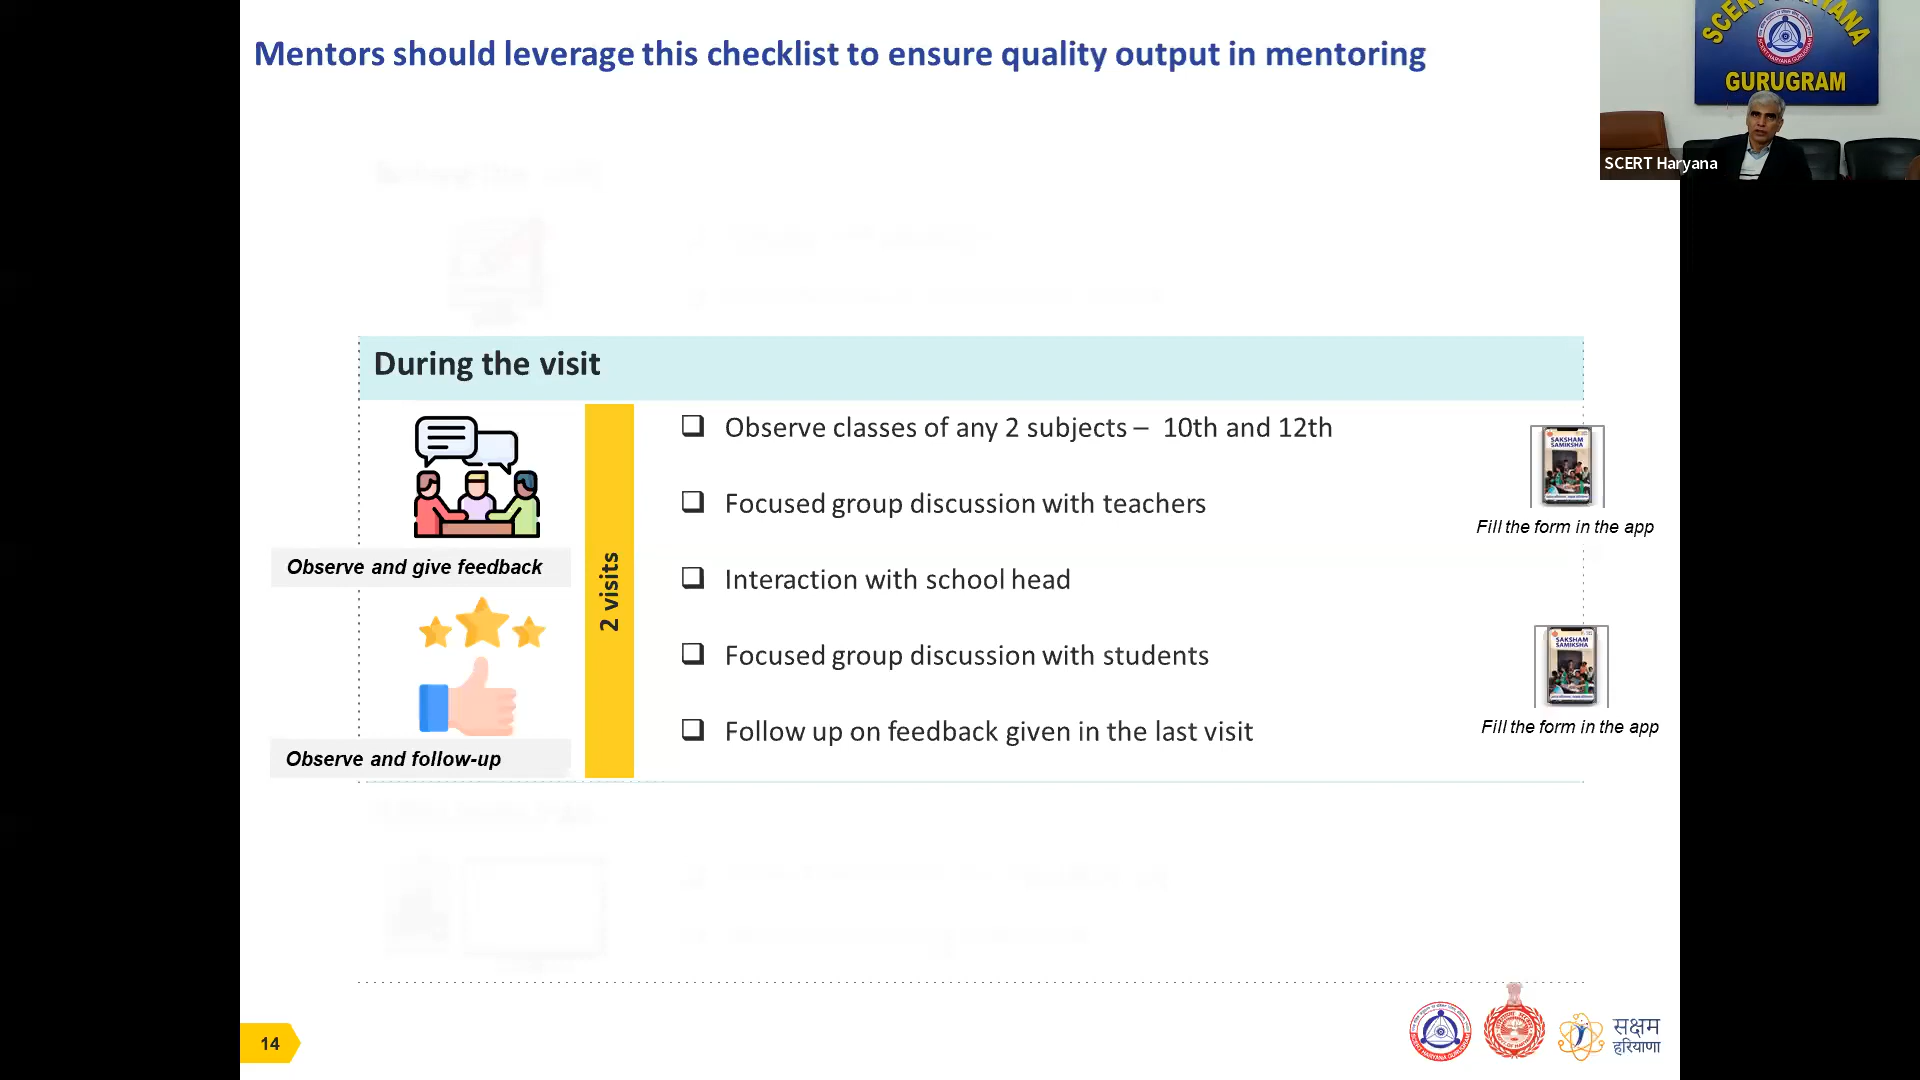 Mentors should leverage this checklist to ensure quality output in mentoring
SCERT HARYANA
GURUGRAM
SCERT Haryana
During the visit
Observe and give feedback
Observe and follow-up
2 visits
Observe classes of any 2 subjects – 10th and 12th
Focused group discussion with teachers
Interaction with school head
Focused group discussion with students
Follow up on feedback given in the last visit
SAKSHAM
SAMIKSHA
Fill the form in the app
SAKSHAM
SAMIKSHA
Fill the form in the app
14
सक्षम
हरियाणा